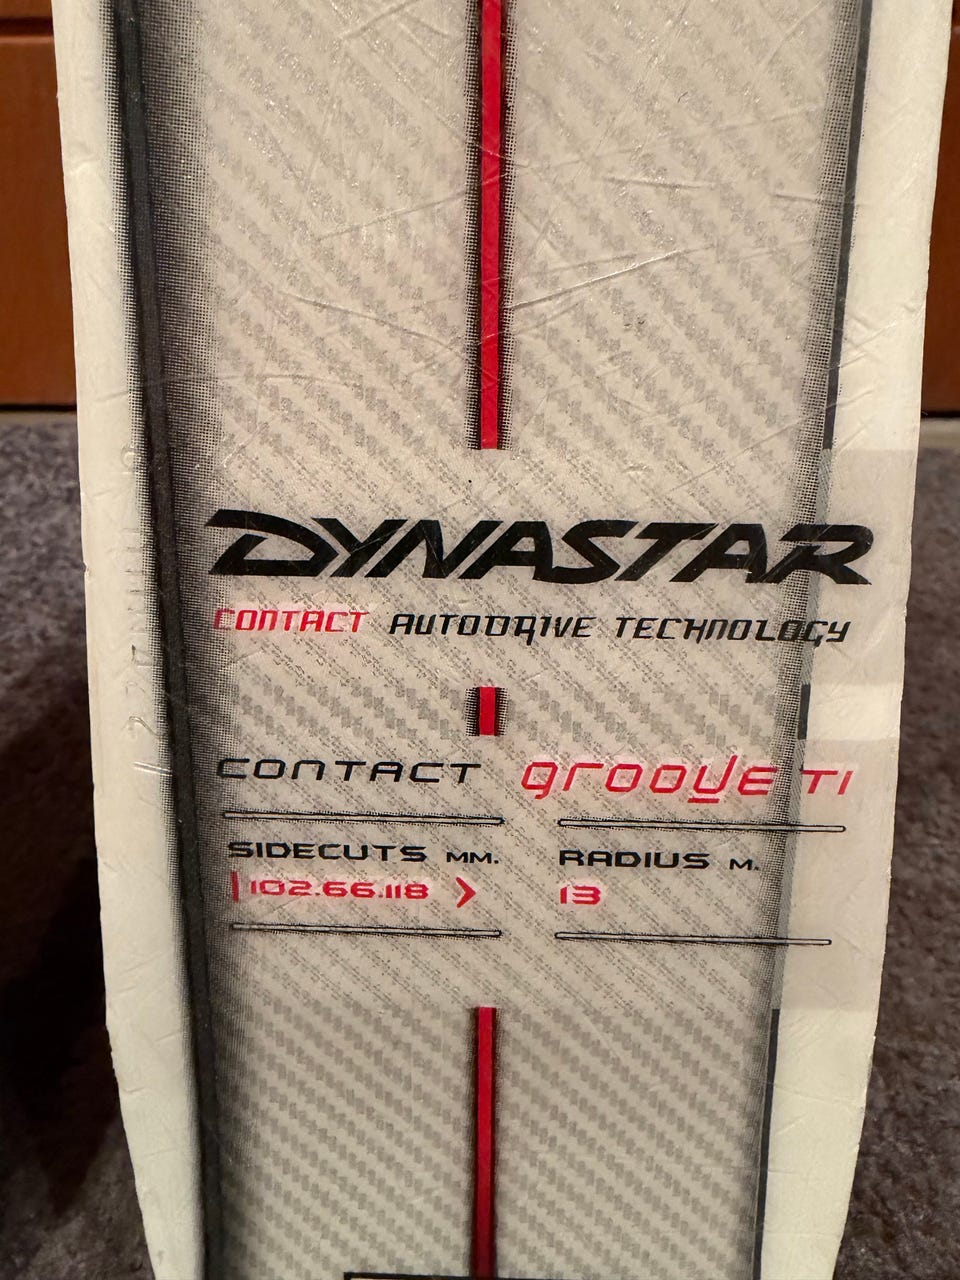 DYNASTAR
CONTACT AUTODRIVE TECHNOLOGY
CONTACT grooVE TI
SIDECUTS MM. RADIUS M.
102.66.118 13